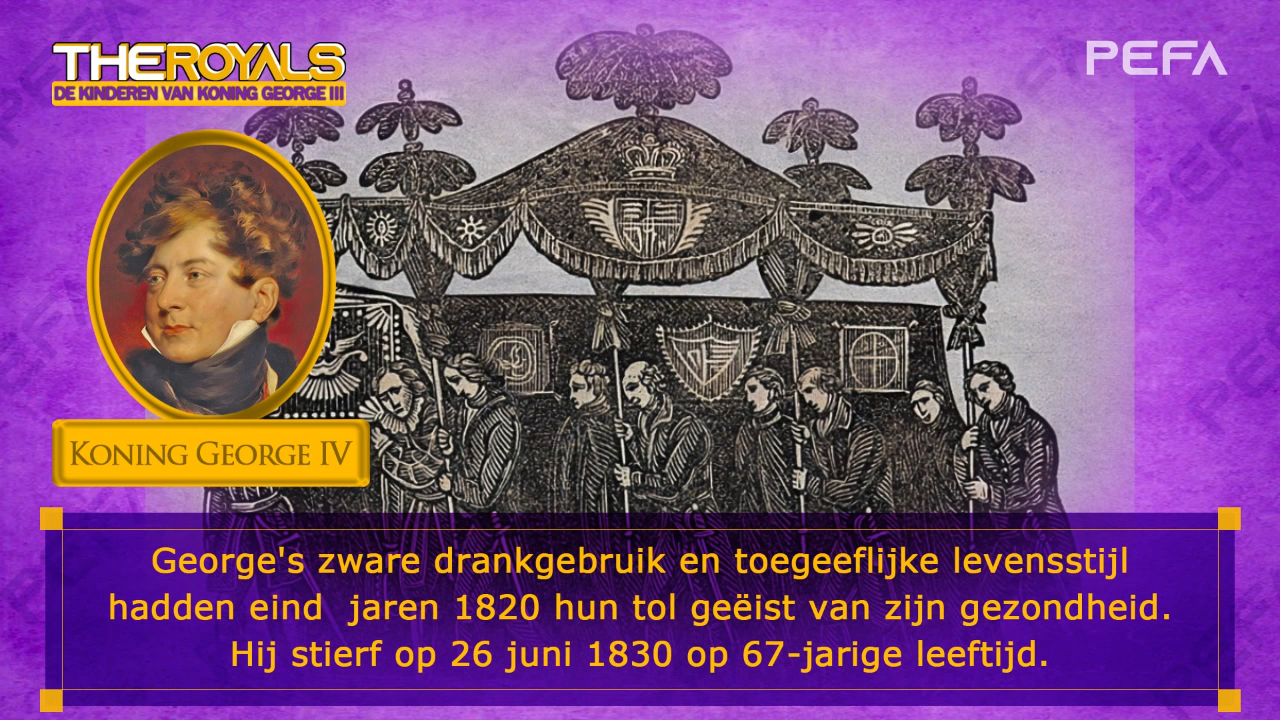 THEROYALS
DE KINDEREN VAN KONING GEORGE III
PEFA
KONING GEORGE IV
George's zware drankgebruik en toegeeflijke levensstijl
hadden eind  jaren 1820 hun tol geëist van zijn gezondheid.
Hij stierf op 26 juni 1830 op 67-jarige leeftijd.